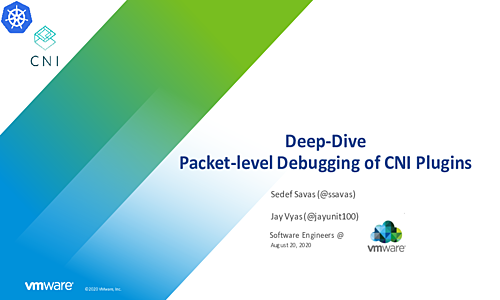 CNI
Deep-Dive
Packet-level Debugging of CNI Plugins
Sedef Savas (@ssavas)
Jay Vyas (@jayunit100)
Software Engineers @
August 20, 2020
vmware
vmware
©2020 VMware, Inc.